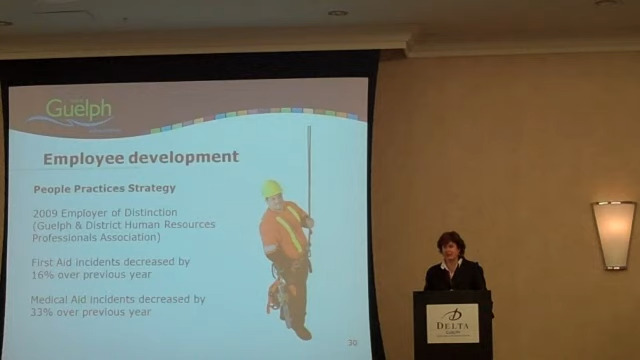 Guelph
Employee development
People Practices Strategy
2009 Employer of Distinction
(Guelph & District Human Resources
Professionals Association)
First Aid incidents decreased by
16% over previous year
Medical Aid incidents decreased by
33% over previous year
30
DELTA
GUELPH